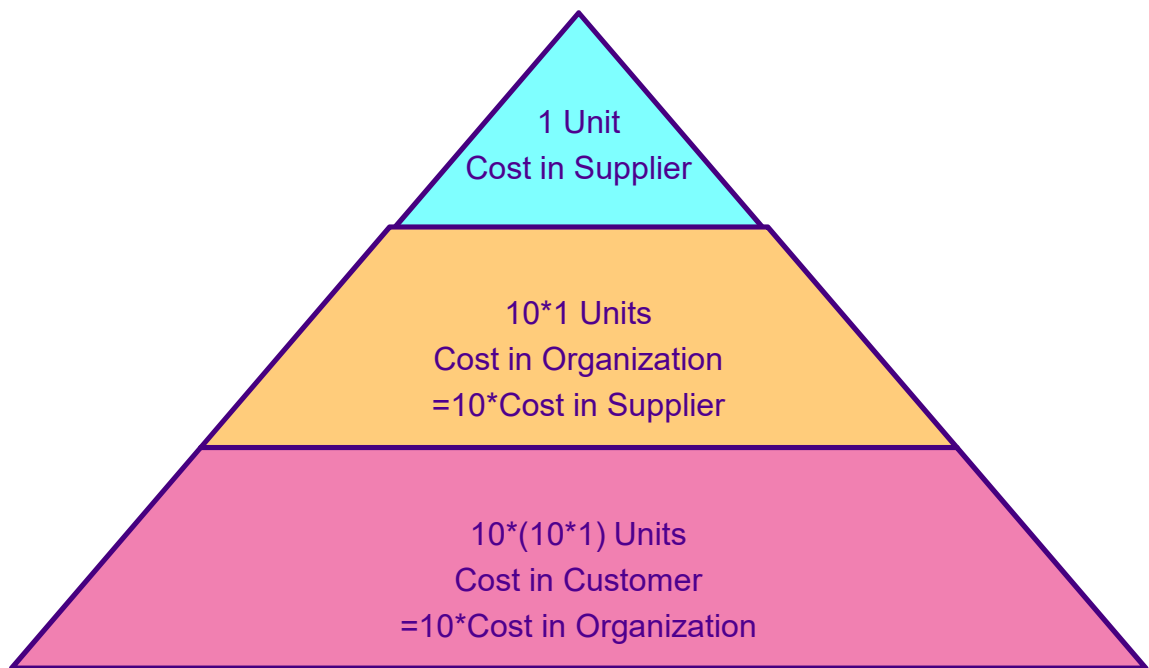 1 Unit
Cost in Supplier
10*1 Units
Cost in Organization
=10*Cost in Supplier
10*(10*1) Units
Cost in Customer
=10*Cost in Organization